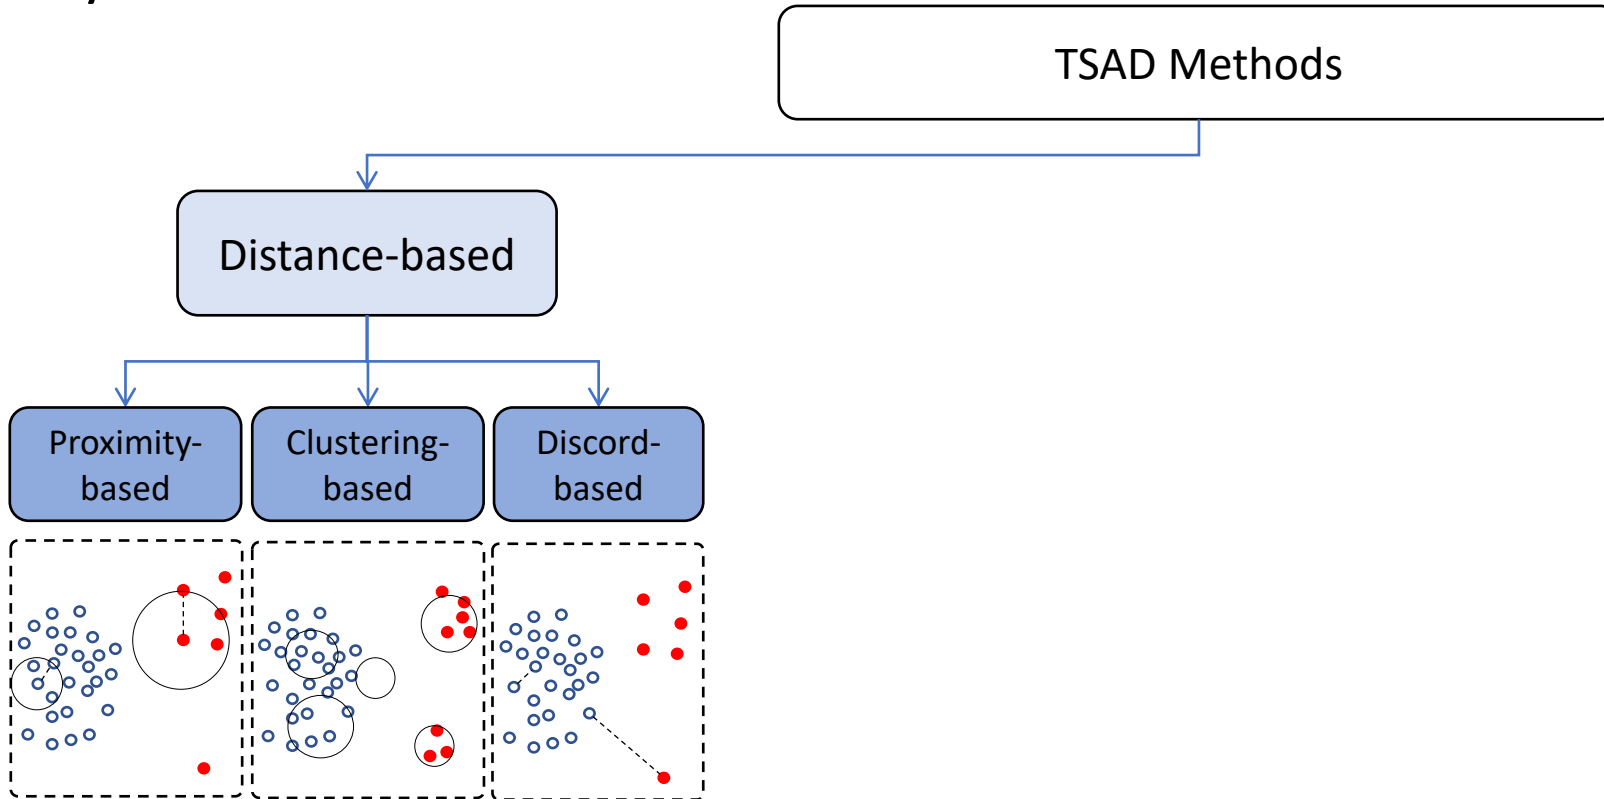 TSAD Methods
Distance-based
Proximity-
based
Clustering-
based
Discord-
based